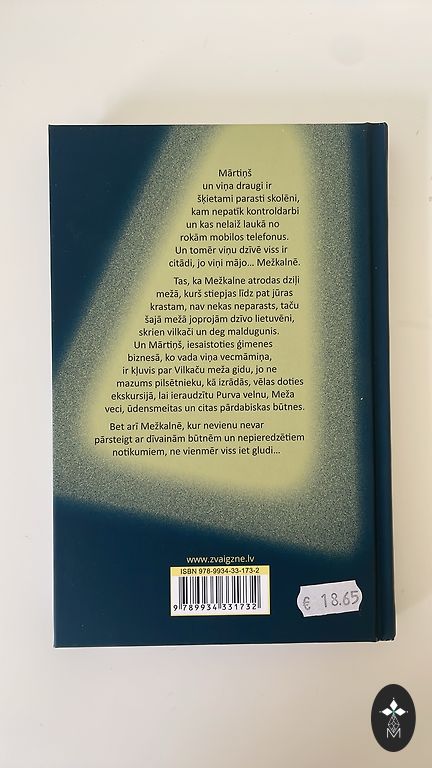 Mārtiņš
un viņa draugi ir
šķietami parasti skolēni,
kam nepatīk kontroldarbi
un kas nelaiž laukā no
rokām mobilos telefonus.
Un tomēr viņu dzīvē viss ir
citādi, jo viņi mājo... Mežkalnē.
Tas, ka Mežkalne atrodas dziļi
mežā, kurš stiepjas līdz pat jūras
krastam, nav nekas neparasts, taču
šajā mežā joprojām dzīvo lietuvēni,
skrien vilkači un deg maldugunis.
Un Mārtiņš, iesaistoties ģimenes
biznesā, ko vada viņa vecmāmiņa,
ir kļuvis par Vilkaču meža gidu, jo ne
mazums pilsētnieku, kā izrādās, vēlas doties
ekskursijā, lai ieraudzītu Purva velnu, Meža
veci, ūdensmeitas un citas pārdabiskas būtnes.
Bet arī Mežkalnē, kur nevienu nevar
pārsteigt ar dīvainām būtnēm un nepieredzētiem
notikumiem, ne vienmēr viss iet gludi...
www.zvaigzne.lv
ISBN 978-9934-33-173-2
9 789934 331732
€ 18.65
M